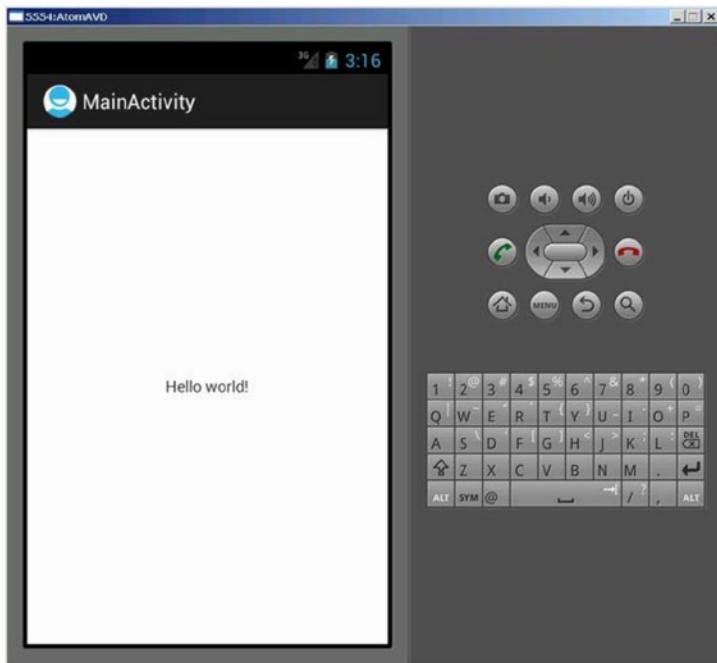 5554:AtomAVD
3G 3:16
MainActivity
Hello world!
MENU
1 ! 2 @ 3 # 4 $ 5 % 6 ^ 7 & 8 * 9 ( 0 )
Q | W ~ E " R ` T { Y } U _ I - O + P =
A S \ D ' F [ G ] H < J > K ; L : DEL
Z X C V B N M .
ALT SYM @ / ? , ALT